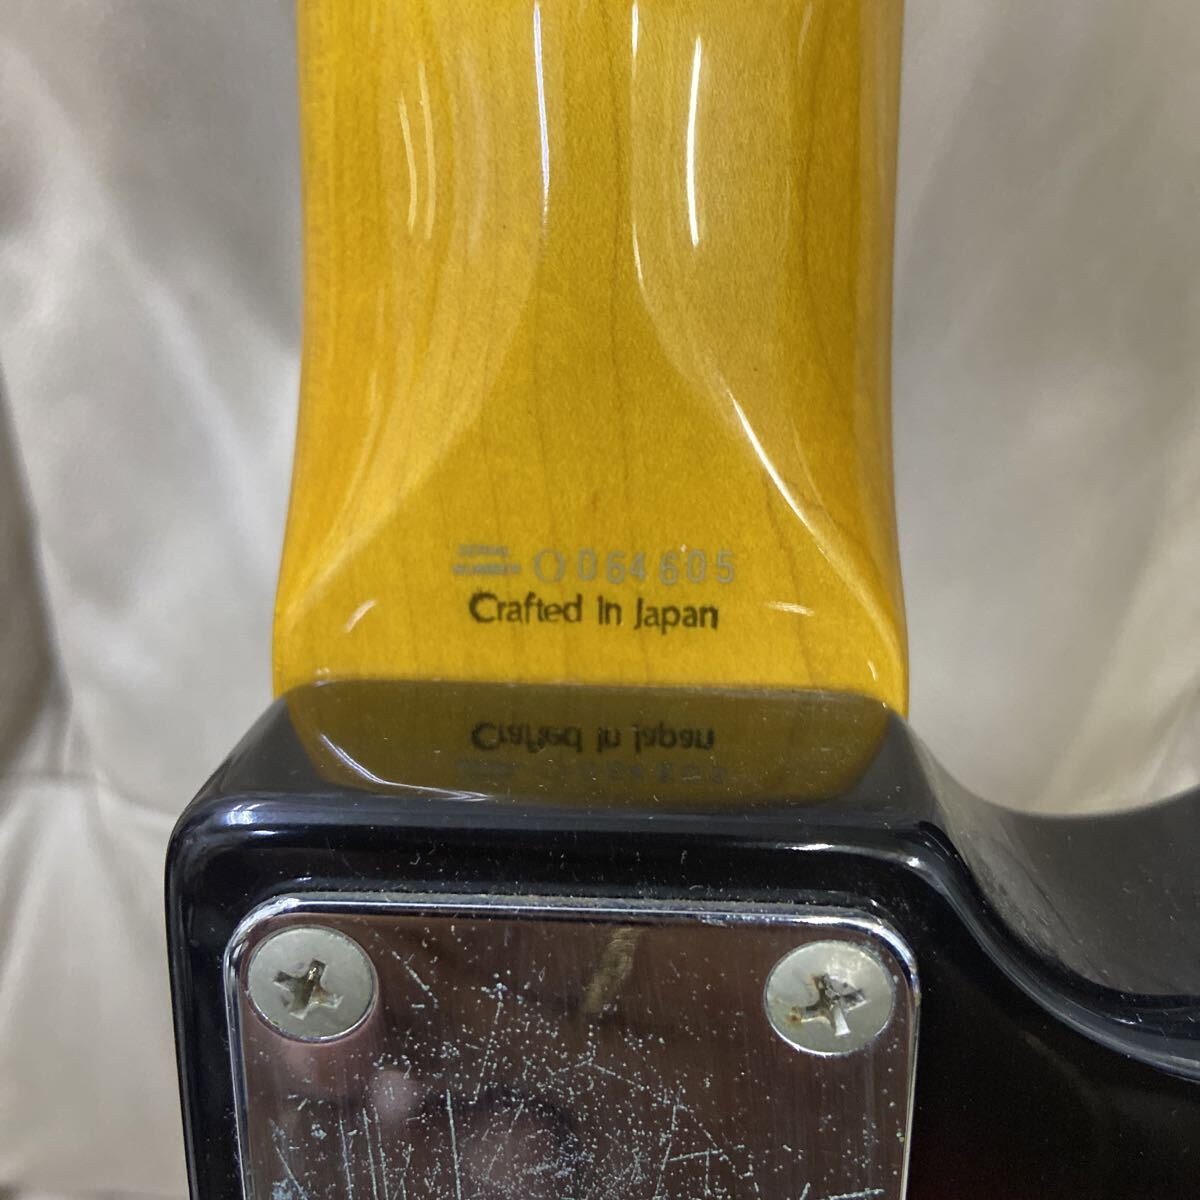 SERIAL
NUMBER O064605
Crafted in Japan